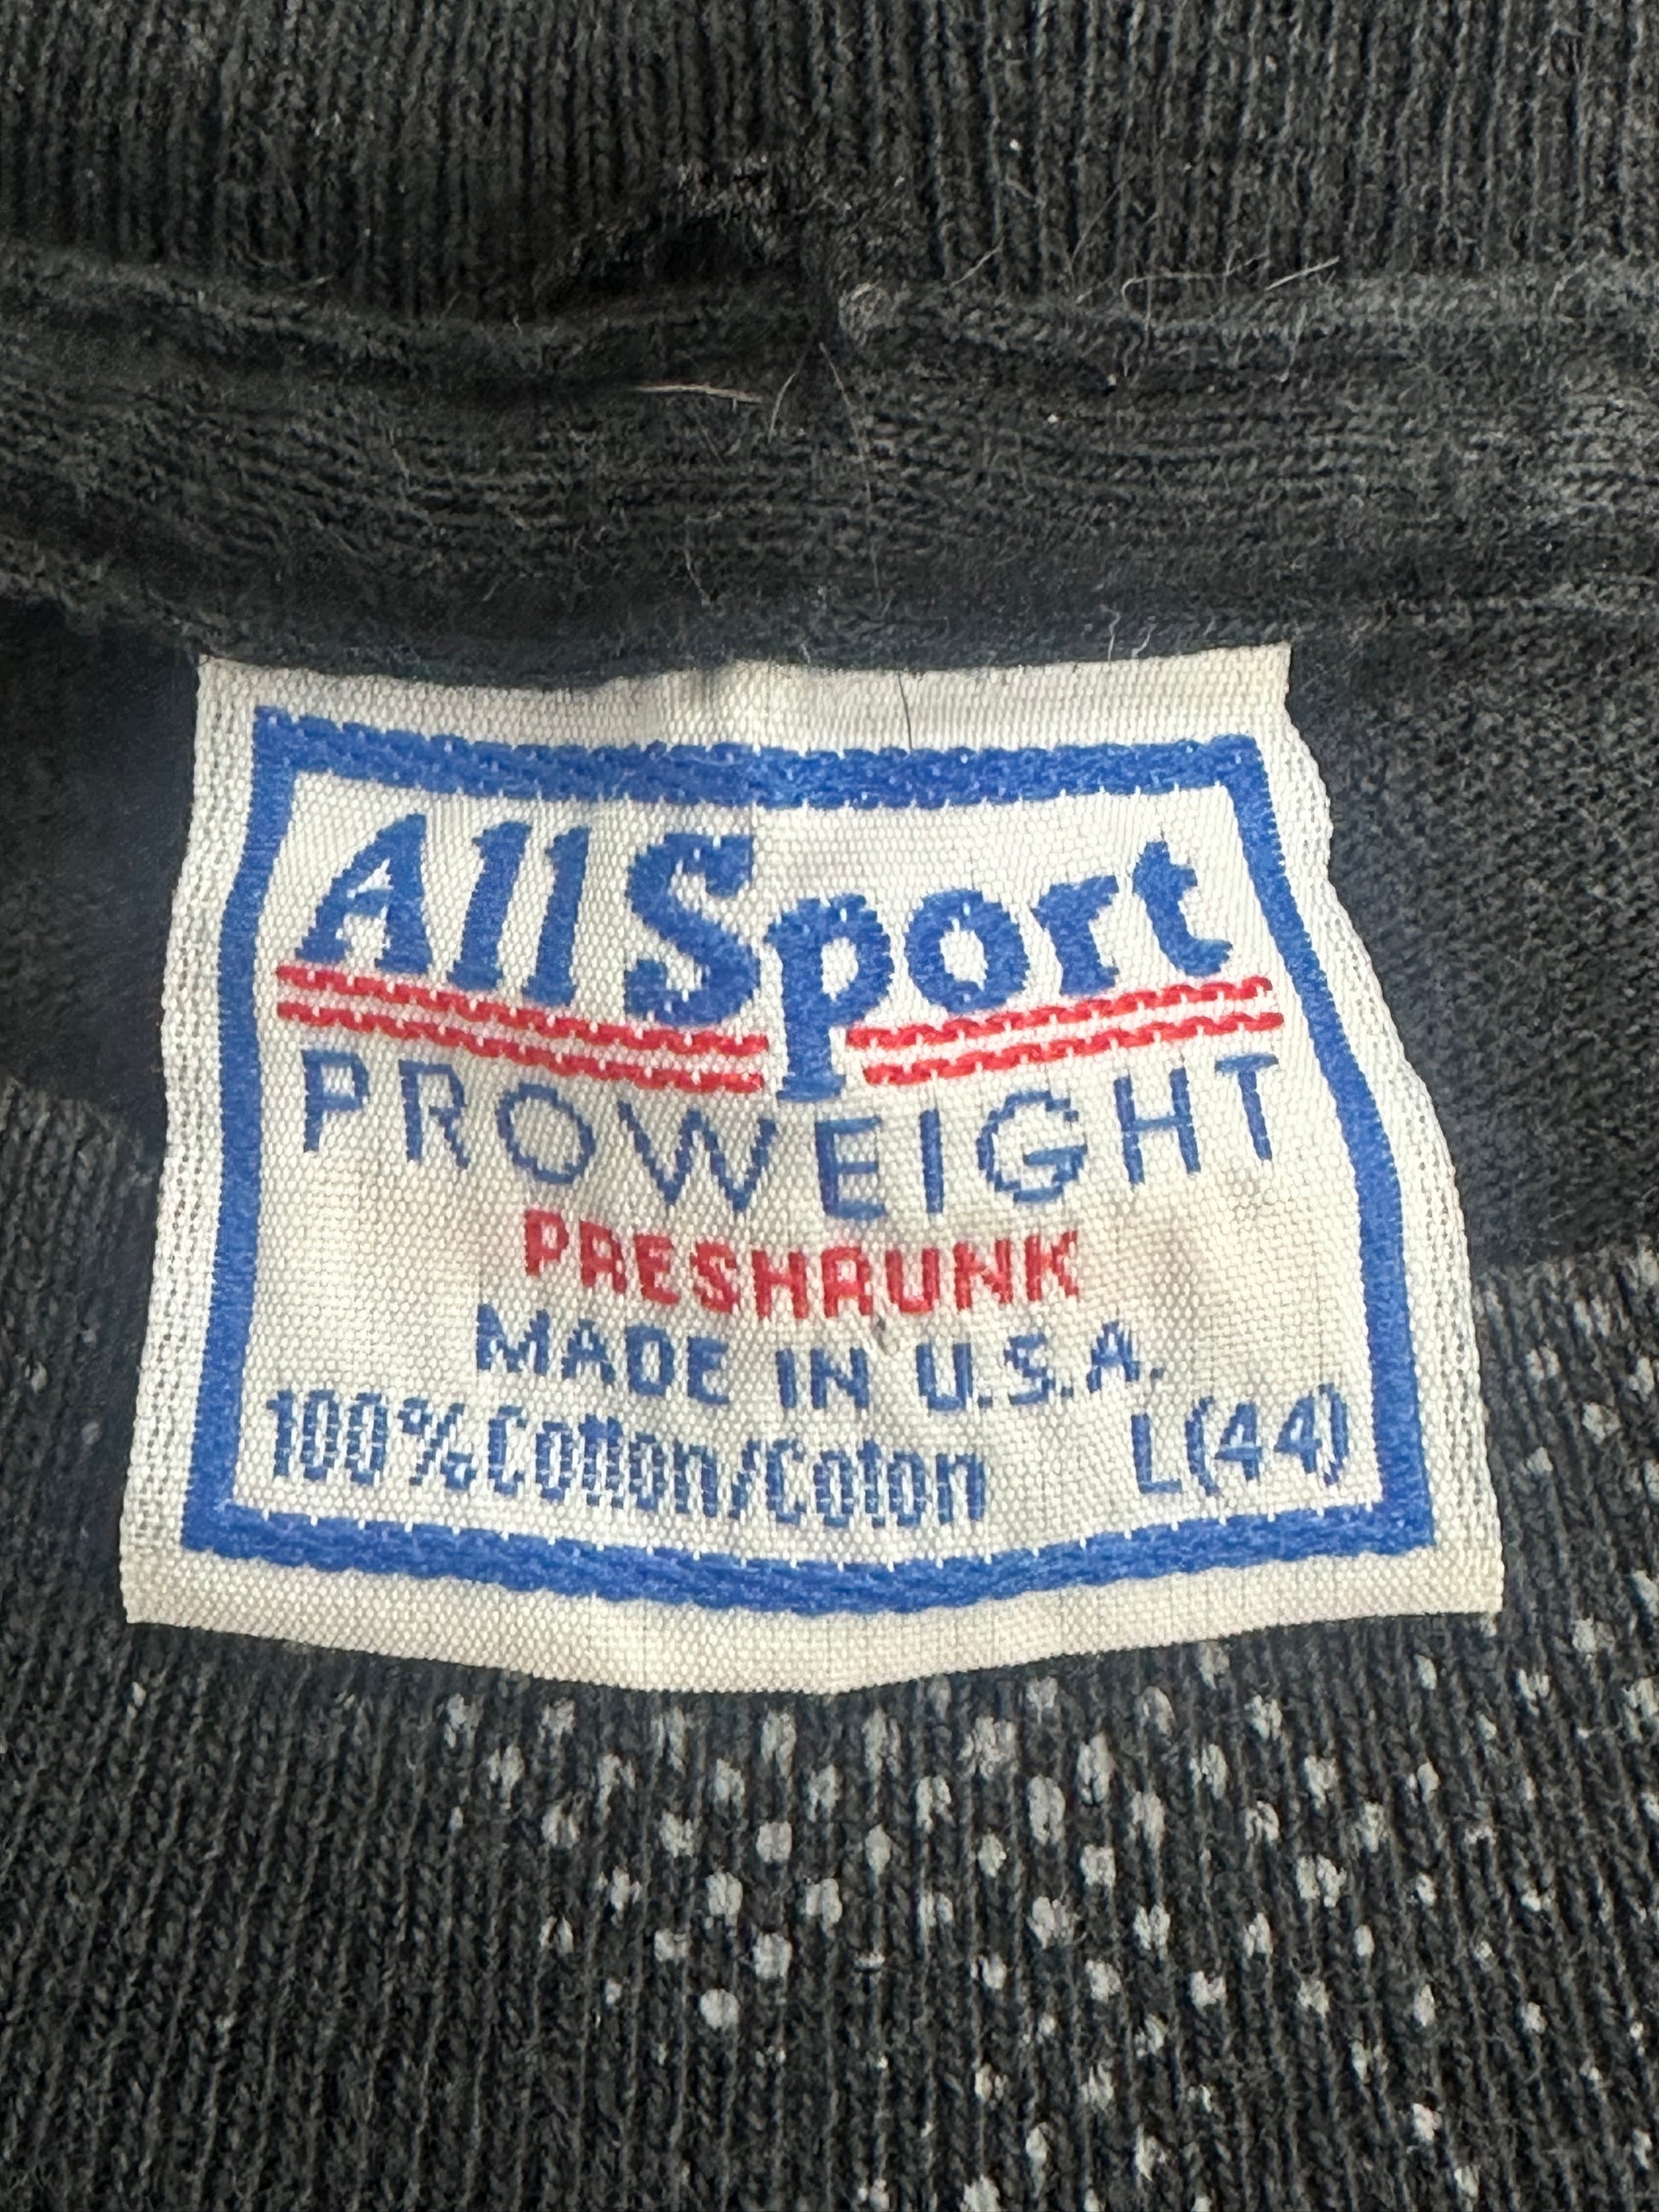 AllSport
PROWEIGHT
PRESHRUNK
MADE IN U.S.A.
100% Cotton/Coton L(44)